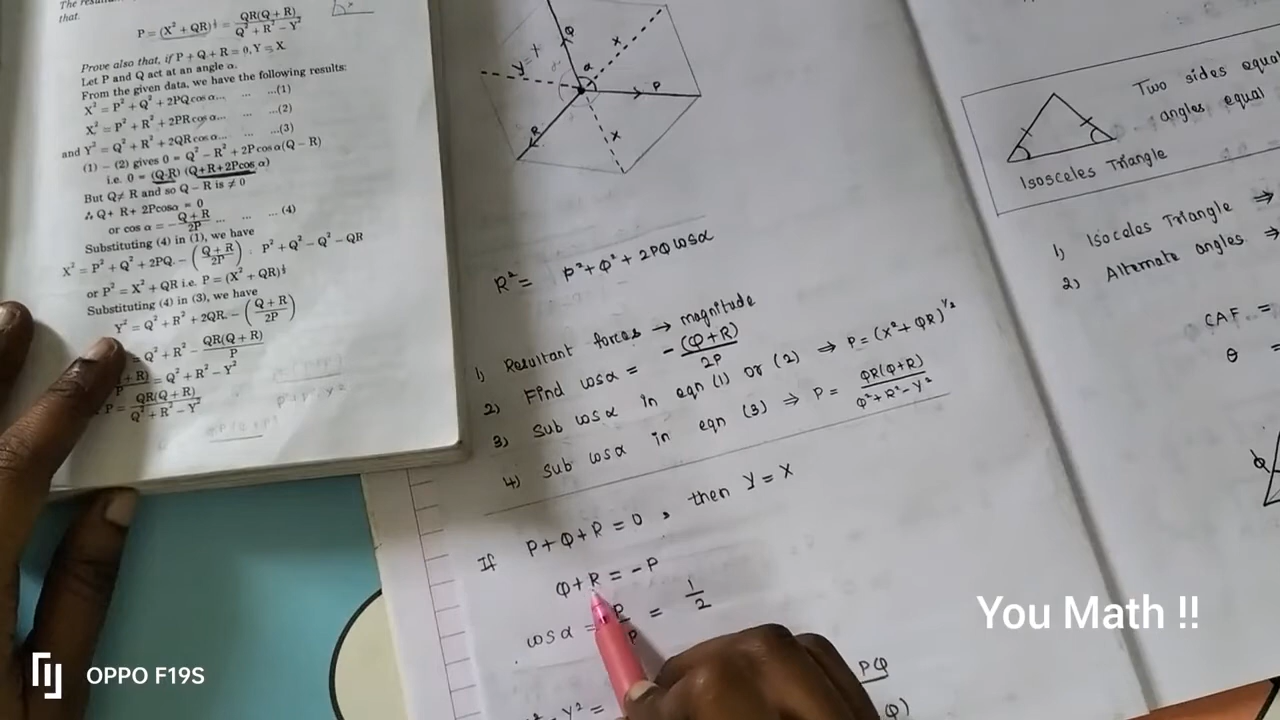 that.
P = (X² + QR)^½ = QR(Q + R) / Q² + R² − Y²
Prove also that, if P + Q + R = 0, Y = X.
Let P and Q act at an angle α.
From the given data, we have the following results:
X² = P² + Q² + 2PQ cos α... ... ...(1)
X² = P² + R² + 2PR cos α... ... ...(2)
and Y² = Q² + R² + 2QR cos α... ... ...(3)
(1) − (2) gives 0 = Q² − R² + 2P cos α(Q − R)
i.e. 0 = (Q-R) (Q+R+2Pcos α)
But Q≠ R and so Q − R is ≠ 0
∴ Q+ R+ 2Pcosα = 0
or cos α = − Q + R / 2P ... ... ...(4)
Substituting (4) in (1), we have
X² = P² + Q² + 2PQ. − (Q + R / 2P) : P² + Q² − Q² − QR
or P² = X² + QR i.e. P = (X² + QR)^½
Substituting (4) in (3), we have
Y² = Q² + R² + 2QR. − (Q + R / 2P)
= Q² + R² − QR(Q + R) / P
= Q² + R² − Y²
P = QR(Q + R) / Q² + R² − Y²
Q
Y
X
α
P
R
X
R² = P² + Q² + 2PQ cosα
1) Resultant forces → magnitude
2) Find cosα = − (Q+R) / 2P
3) Sub cosα in eqn (1) or (2) ⇒ P = (X² + QR)^1/2
4) Sub cosα in eqn (3) ⇒ P = QR(Q+R) / Q² + R² − Y²
If P + Q + R = 0 , then Y = X
Q + R = −P
cosα = P / P = 1/2
Y² =
PQ
Q)
Two sides
angles equal
Isosceles Triangle
1) Isoceles Triangle ⇒
2) Alternate angles ⇒
CAF =
θ =
You Math !!
OPPO F19S